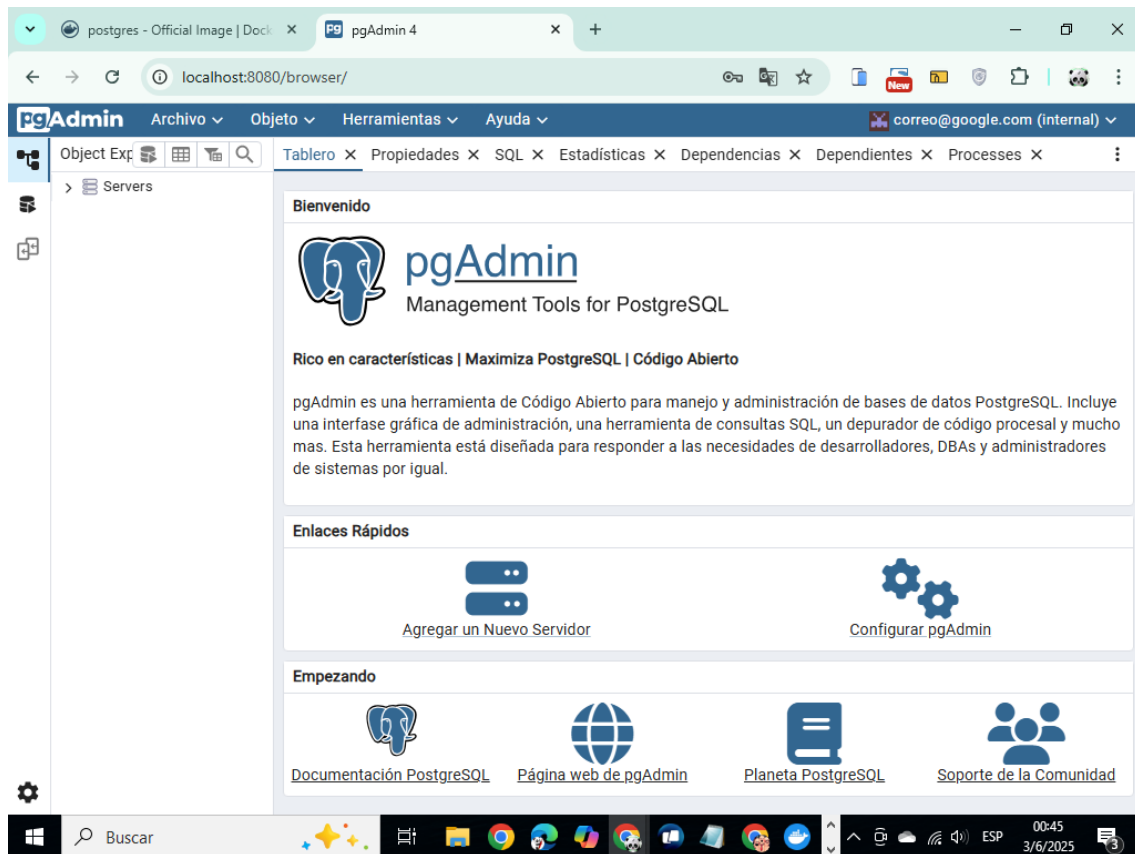 postgres - Official Image | Dock
pgAdmin 4
localhost:8080/browser/
New
pgAdmin Archivo Objeto Herramientas Ayuda correo@google.com (internal)
Object Exp
Tablero Propiedades SQL Estadísticas Dependencias Dependientes Processes
Servers
Bienvenido
pgAdmin
Management Tools for PostgreSQL
Rico en características | Maximiza PostgreSQL | Código Abierto
pgAdmin es una herramienta de Código Abierto para manejo y administración de bases de datos PostgreSQL. Incluye
una interfase gráfica de administración, una herramienta de consultas SQL, un depurador de código procesal y mucho
mas. Esta herramienta está diseñada para responder a las necesidades de desarrolladores, DBAs y administradores
de sistemas por igual.
Enlaces Rápidos
Agregar un Nuevo Servidor
Configurar pgAdmin
Empezando
Documentación PostgreSQL
Página web de pgAdmin
Planeta PostgreSQL
Soporte de la Comunidad
Buscar
ESP
00:45
3/6/2025
3